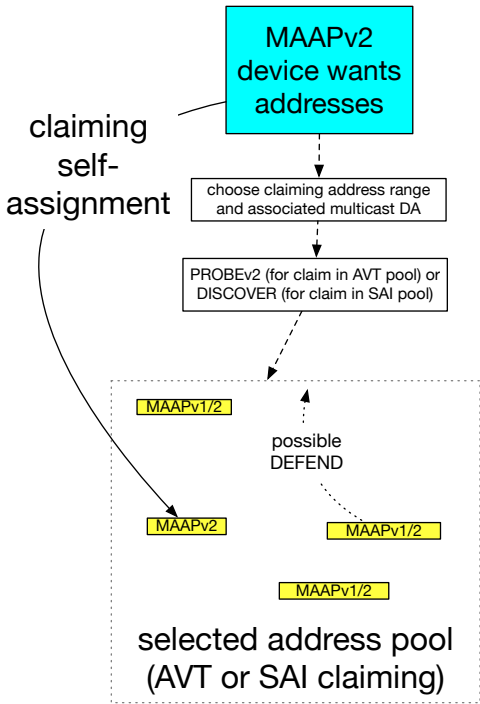 MAAPv2
device wants
addresses
claiming
self-
assignment
choose claiming address range
and associated multicast DA
PROBEv2 (for claim in AVT pool) or
DISCOVER (for claim in SAI pool)
MAAPv1/2
possible
DEFEND
MAAPv2
MAAPv1/2
MAAPv1/2
selected address pool
(AVT or SAI claiming)